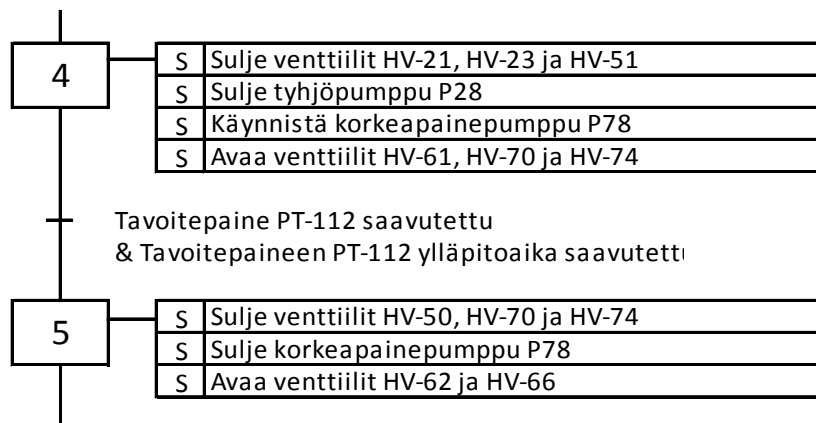 4
S Sulje venttiilit HV-21, HV-23 ja HV-51
S Sulje tyhjöpumppu P28
S Käynnistä korkeapainepumppu P78
S Avaa venttiilit HV-61, HV-70 ja HV-74
Tavoitepaine PT-112 saavutettu
& Tavoitepaineen PT-112 ylläpitoaika saavutettu
5
S Sulje venttiilit HV-50, HV-70 ja HV-74
S Sulje korkeapainepumppu P78
S Avaa venttiilit HV-62 ja HV-66